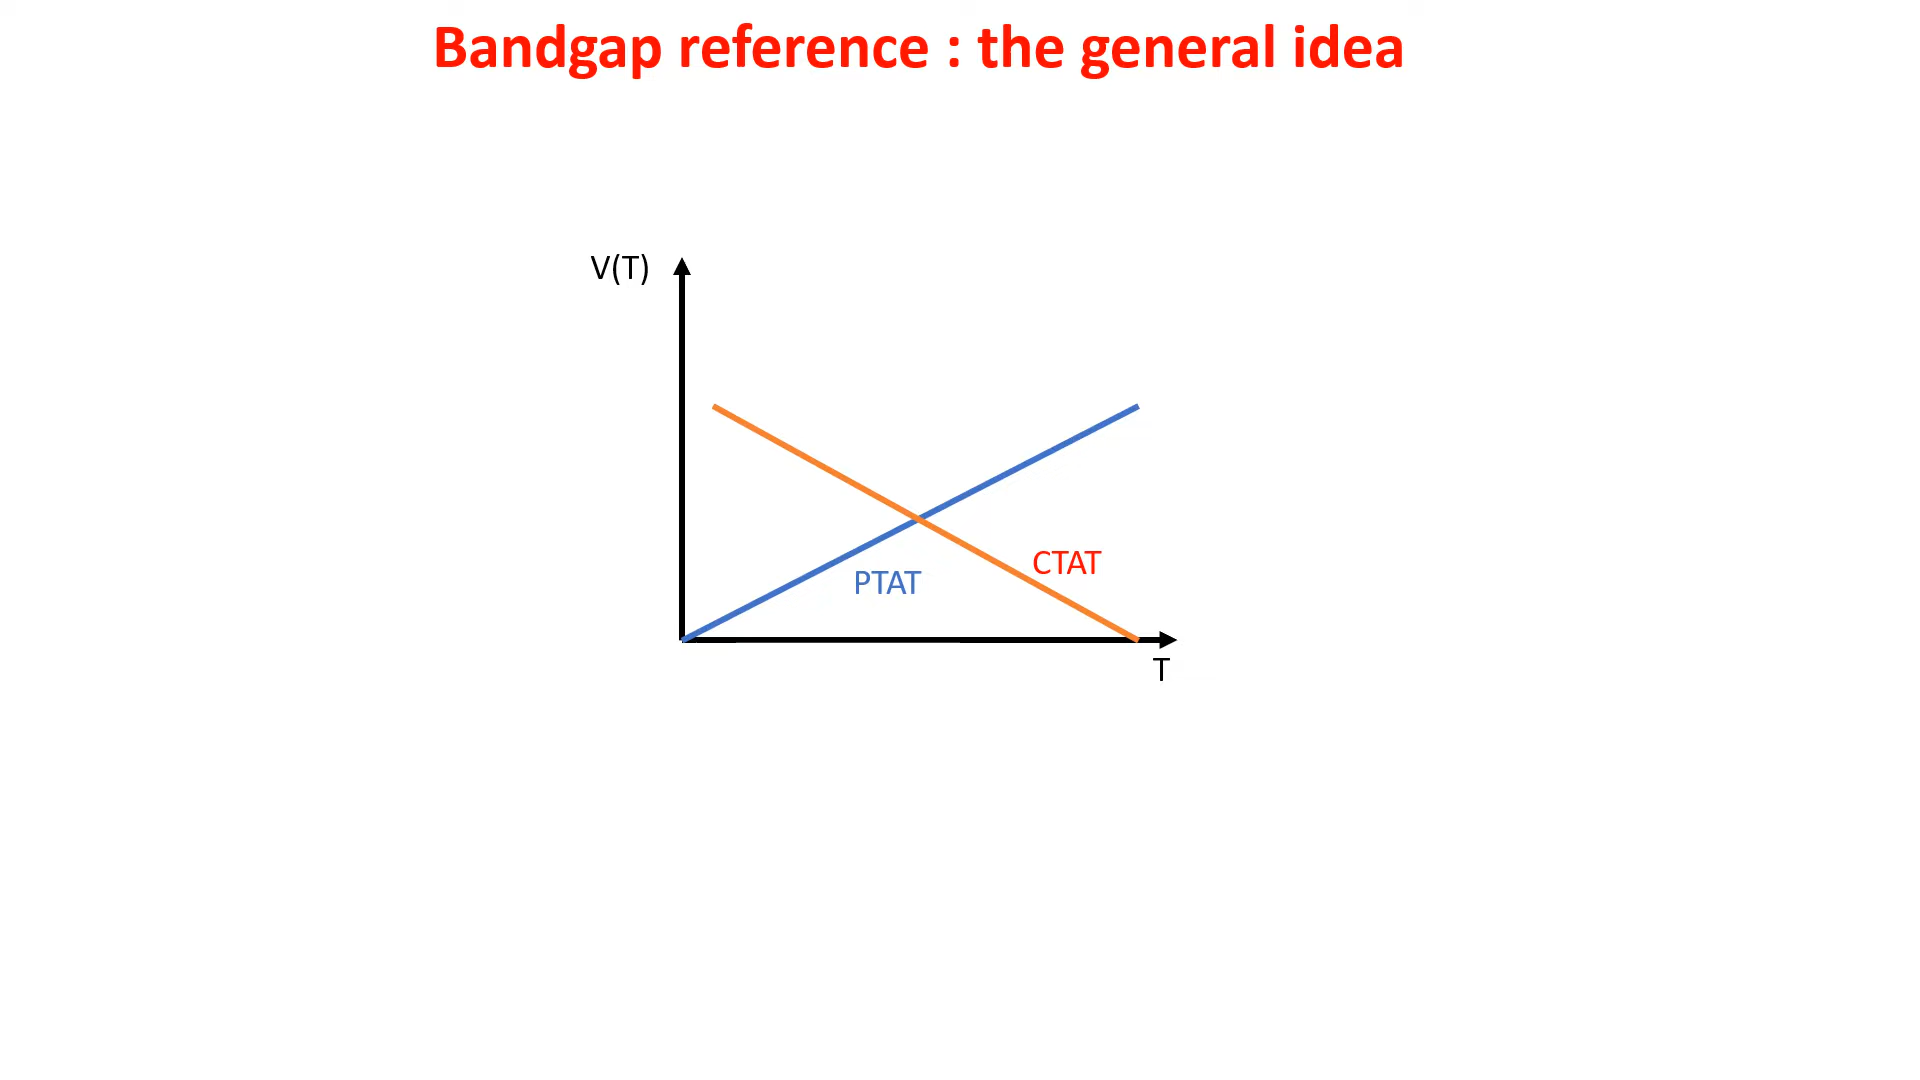 Bandgap reference : the general idea
V(T)
CTAT
PTAT
T